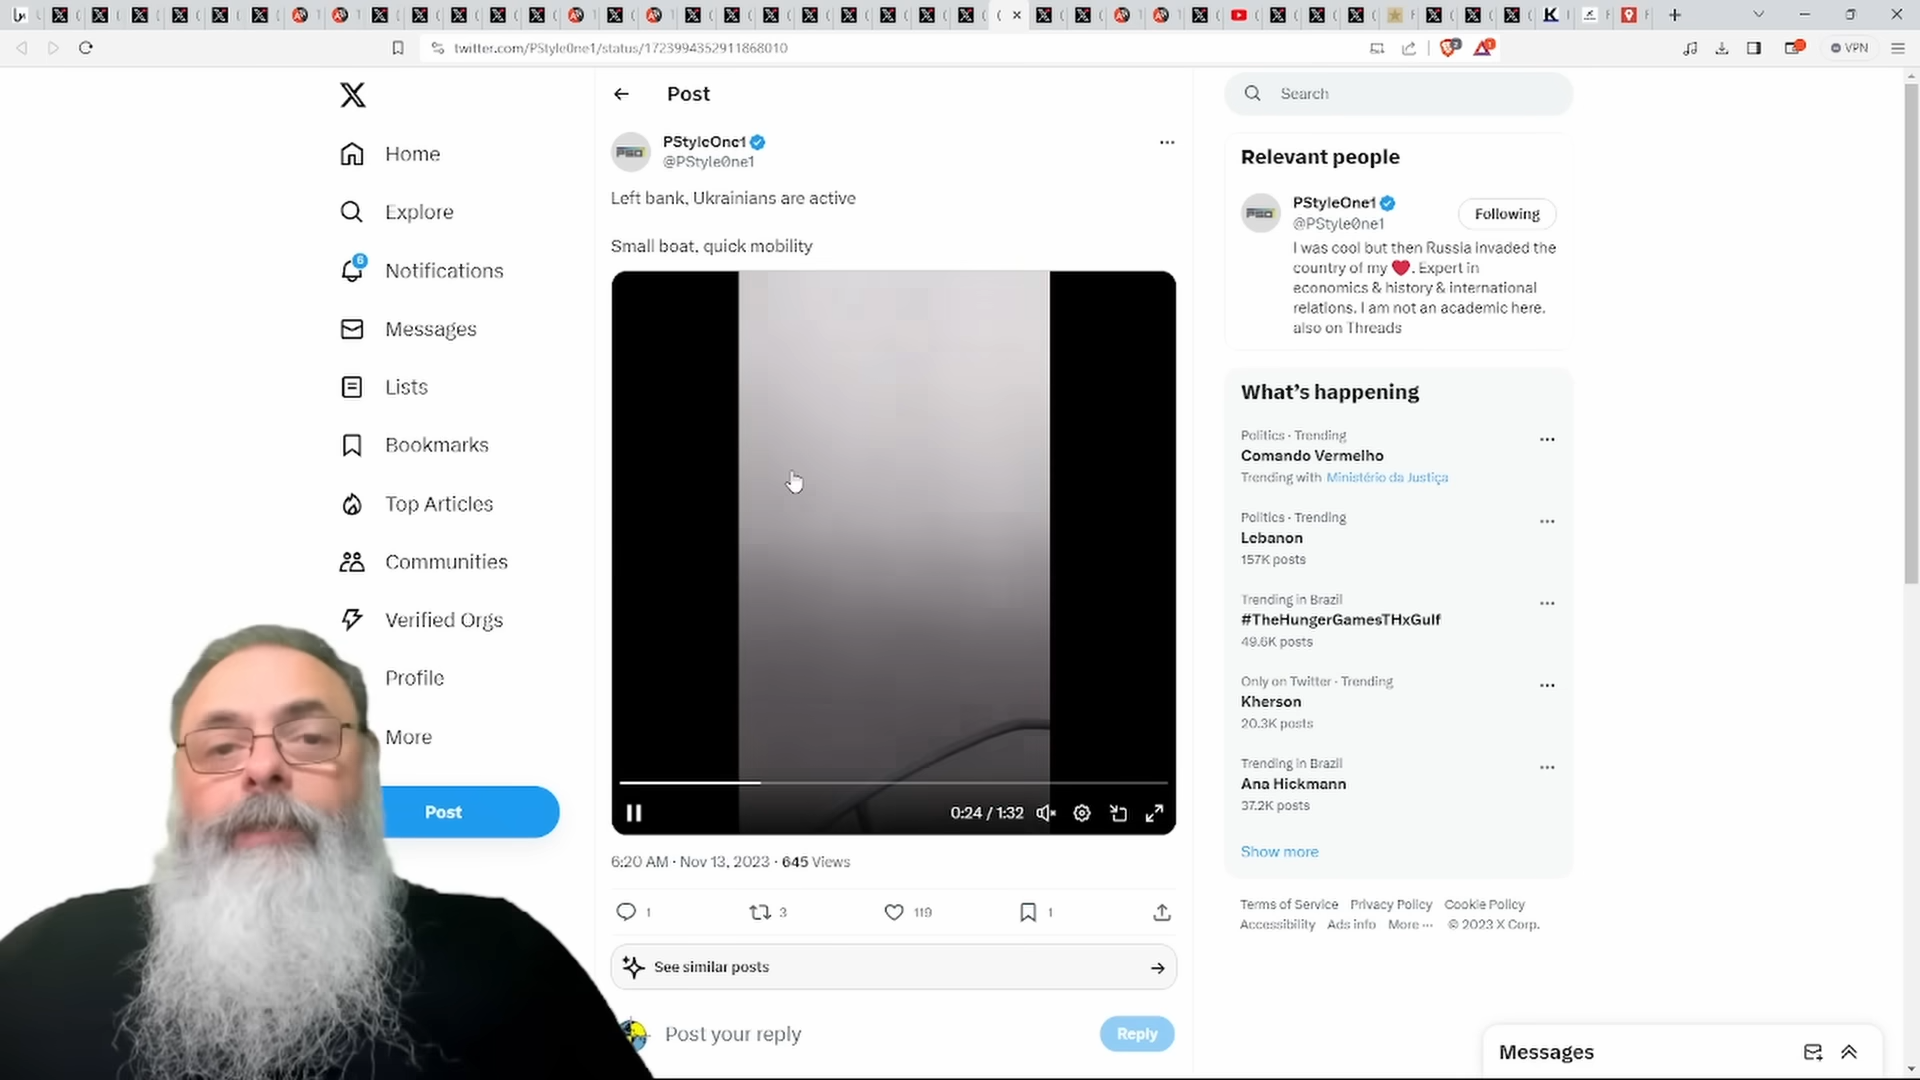 twitter.com/PStyle0ne1/status/1723994352911868010
VPN
Home
Explore
6
Notifications
Messages
Lists
Bookmarks
Top Articles
Communities
Verified Orgs
Profile
More
Post
Post
PStyleOne1
@PStyle0ne1
Left bank, Ukrainians are active
Small boat, quick mobility
0:24 / 1:32
6:20 AM · Nov 13, 2023 · 645 Views
1
3
119
1
See similar posts
Post your reply
Reply
Search
Relevant people
PStyleOne1
@PStyle0ne1
Following
I was cool but then Russia invaded the
country of my ❤️. Expert in
economics & history & international
relations. I am not an academic here.
also on Threads
What's happening
Politics · Trending
Comando Vermelho
Trending with Ministério da Justiça
Politics · Trending
Lebanon
157K posts
Trending in Brazil
#TheHungerGamesTHxGulf
49.6K posts
Only on Twitter · Trending
Kherson
20.3K posts
Trending in Brazil
Ana Hickmann
37.2K posts
Show more
Terms of Service Privacy Policy Cookie Policy
Accessibility Ads info More ··· © 2023 X Corp.
Messages